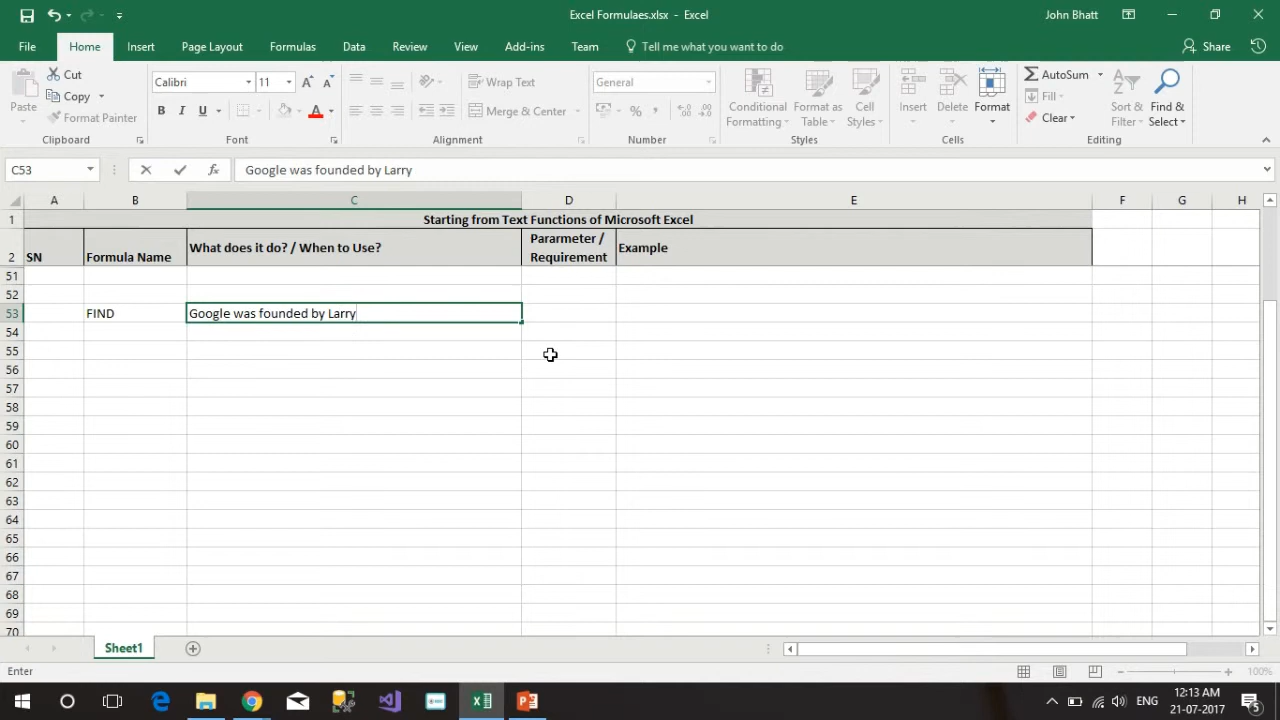 Excel Formulaes.xlsx - Excel
John Bhatt
File
Home
Insert
Page Layout
Formulas
Data
Review
View
Add-ins
Team
Tell me what you want to do
Share
Paste
Cut
Copy
Format Painter
Clipboard
Calibri
11
A
A
B
I
U
A
Font
Wrap Text
Merge & Center
Alignment
General
%
,
Number
Conditional
Formatting
Format as
Table
Cell
Styles
Styles
Insert
Delete
Format
Cells
AutoSum
Fill
Clear
Sort &
Filter
Find &
Select
Editing
C53
fx
Google was founded by Larry
A
B
C
D
E
F
G
H
1
Starting from Text Functions of Microsoft Excel
2
SN
Formula Name
What does it do? / When to Use?
Pararmeter /
Requirement
Example
51
52
53
FIND
Google was founded by Larry
54
55
56
57
58
59
60
61
62
63
64
65
66
67
68
69
70
Sheet1
Enter
100%
ENG
12:13 AM
21-07-2017
5